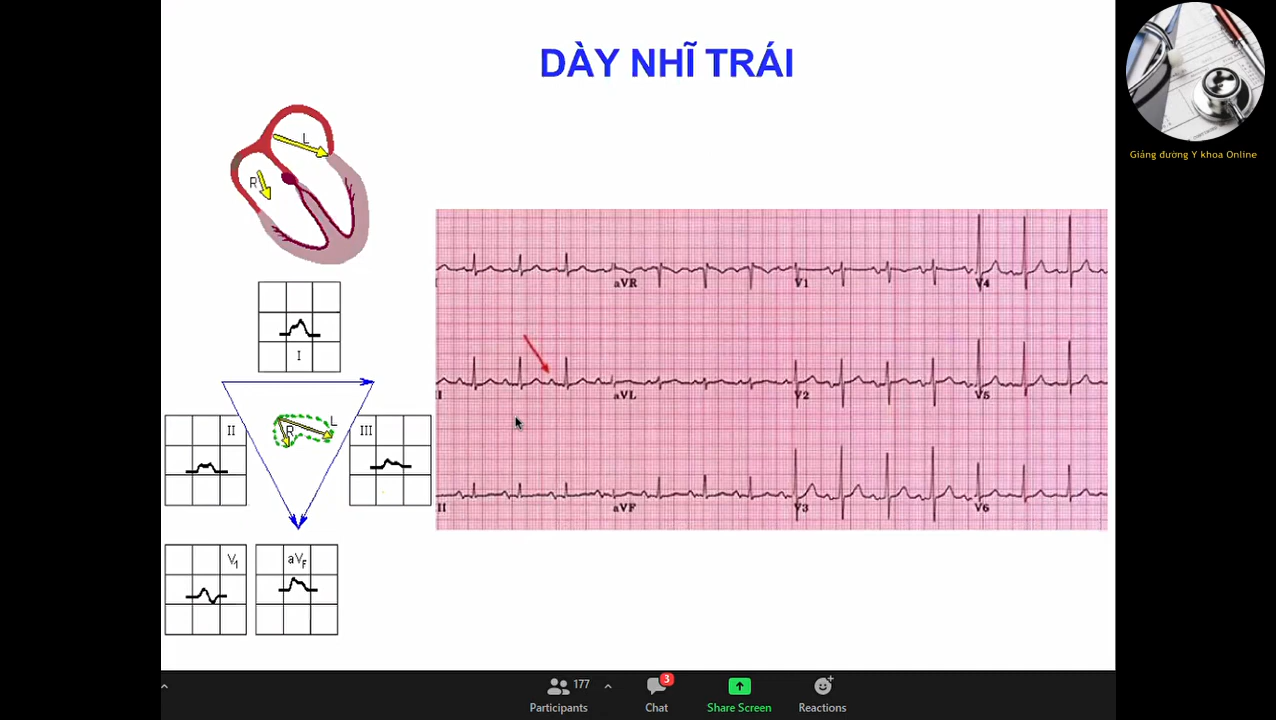 DÀY NHĨ TRÁI
Giảng đường Y khoa Online
L
R
I
II
III
R
L
V1
aVF
I
aVR
V1
V4
II
aVL
V2
V5
II
aVF
V3
V6
177
3
Participants
Chat
Share Screen
Reactions